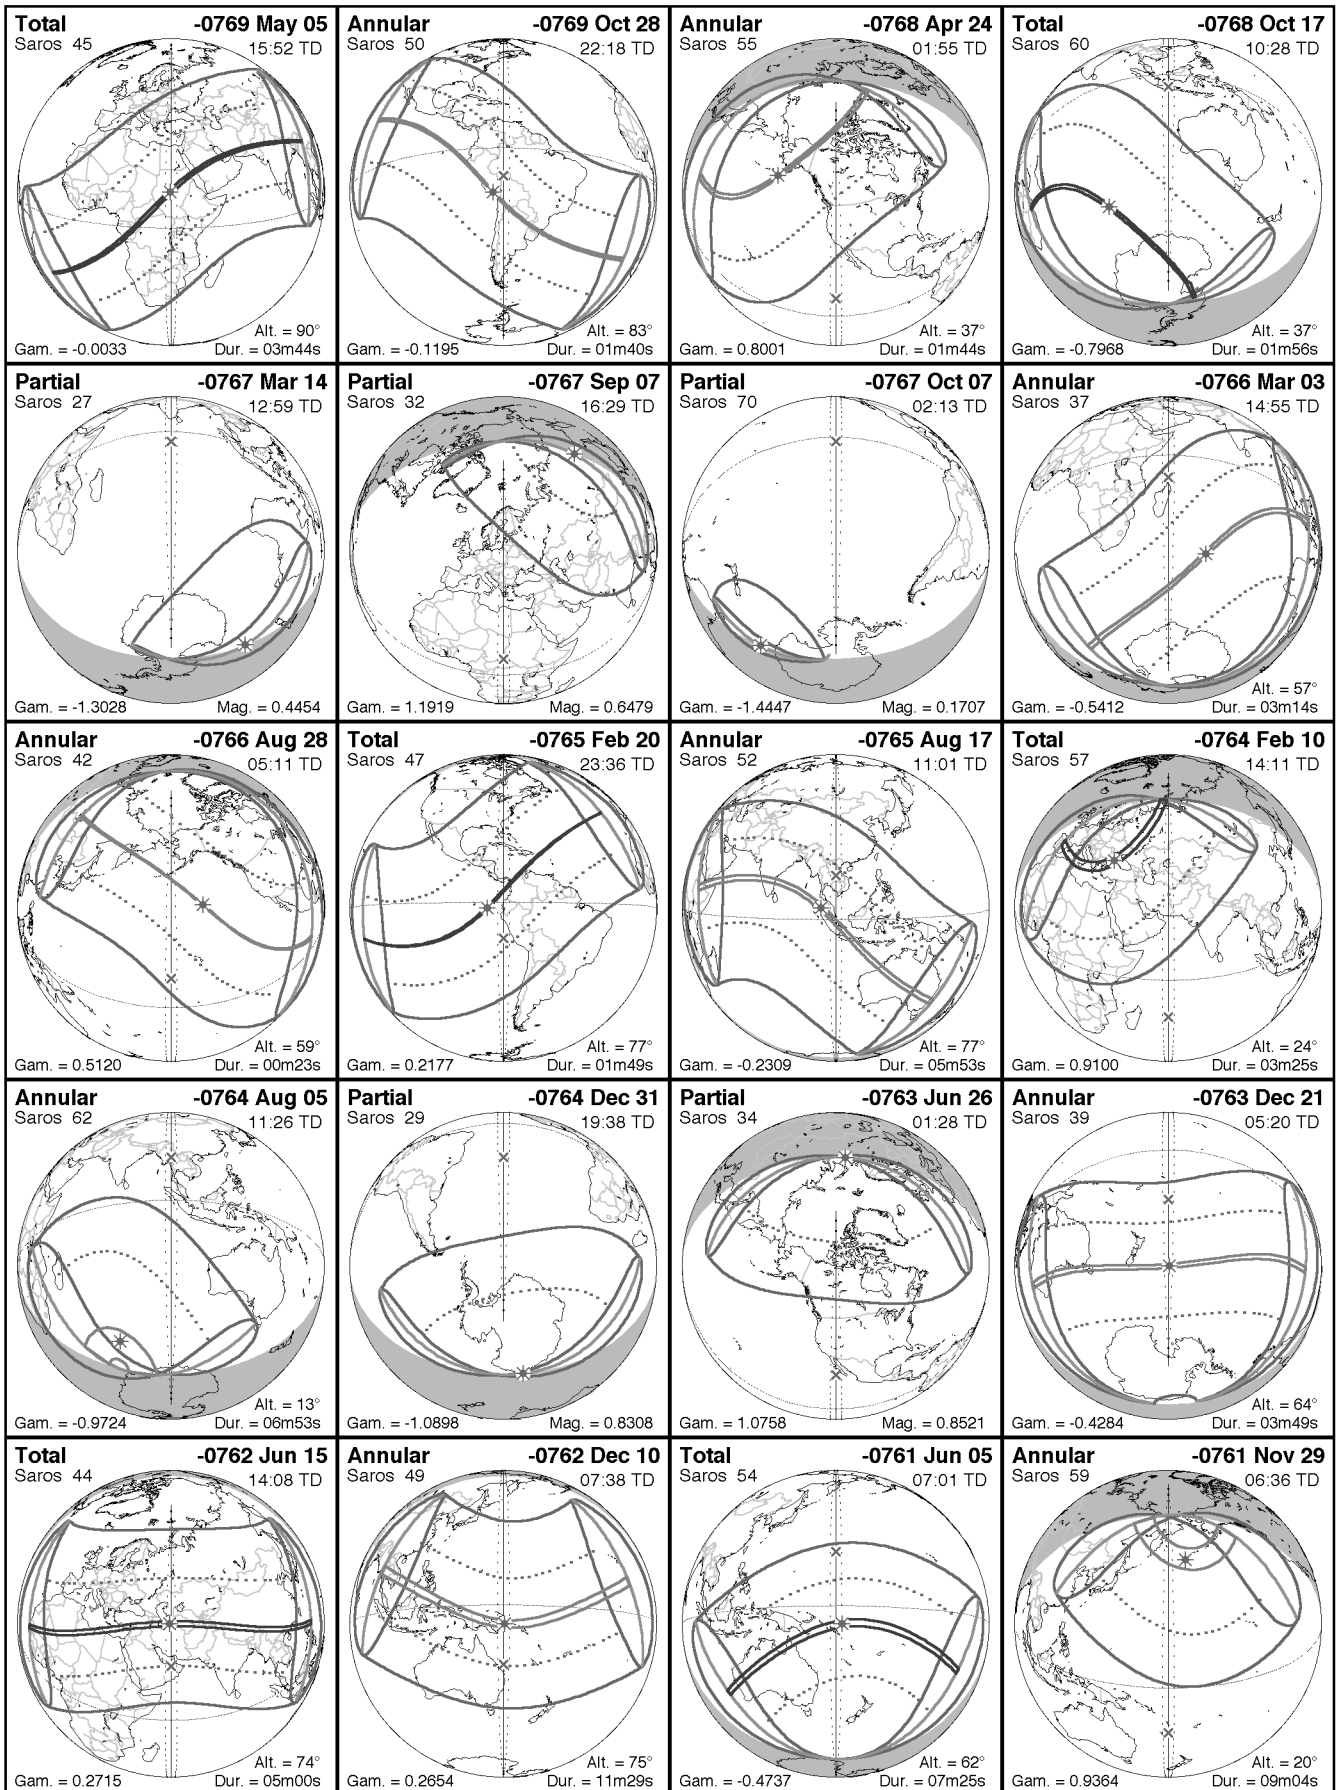 Total -0769 May 05
Saros 45 15:52 TD
Alt. = 90°
Gam. = -0.0033 Dur. = 03m44s
Annular -0769 Oct 28
Saros 50 22:18 TD
Alt. = 83°
Gam. = -0.1195 Dur. = 01m40s
Annular -0768 Apr 24
Saros 55 01:55 TD
Alt. = 37°
Gam. = 0.8001 Dur. = 01m44s
Total -0768 Oct 17
Saros 60 10:28 TD
Alt. = 37°
Gam. = -0.7968 Dur. = 01m56s
Partial -0767 Mar 14
Saros 27 12:59 TD
Gam. = -1.3028 Mag. = 0.4454
Partial -0767 Sep 07
Saros 32 16:29 TD
Gam. = 1.1919 Mag. = 0.6479
Partial -0767 Oct 07
Saros 70 02:13 TD
Gam. = -1.4447 Mag. = 0.1707
Annular -0766 Mar 03
Saros 37 14:55 TD
Alt. = 57°
Gam. = -0.5412 Dur. = 03m14s
Annular -0766 Aug 28
Saros 42 05:11 TD
Alt. = 59°
Gam. = 0.5120 Dur. = 00m23s
Total -0765 Feb 20
Saros 47 23:36 TD
Alt. = 77°
Gam. = 0.2177 Dur. = 01m49s
Annular -0765 Aug 17
Saros 52 11:01 TD
Alt. = 77°
Gam. = -0.2309 Dur. = 05m53s
Total -0764 Feb 10
Saros 57 14:11 TD
Alt. = 24°
Gam. = 0.9100 Dur. = 03m25s
Annular -0764 Aug 05
Saros 62 11:26 TD
Alt. = 13°
Gam. = -0.9724 Dur. = 06m53s
Partial -0764 Dec 31
Saros 29 19:38 TD
Gam. = -1.0898 Mag. = 0.8308
Partial -0763 Jun 26
Saros 34 01:28 TD
Gam. = 1.0758 Mag. = 0.8521
Annular -0763 Dec 21
Saros 39 05:20 TD
Alt. = 64°
Gam. = -0.4284 Dur. = 03m49s
Total -0762 Jun 15
Saros 44 14:08 TD
Alt. = 74°
Gam. = 0.2715 Dur. = 05m00s
Annular -0762 Dec 10
Saros 49 07:38 TD
Alt. = 75°
Gam. = 0.2654 Dur. = 11m29s
Total -0761 Jun 05
Saros 54 07:01 TD
Alt. = 62°
Gam. = -0.4737 Dur. = 07m25s
Annular -0761 Nov 29
Saros 59 06:36 TD
Alt. = 20°
Gam. = 0.9364 Dur. = 09m04s